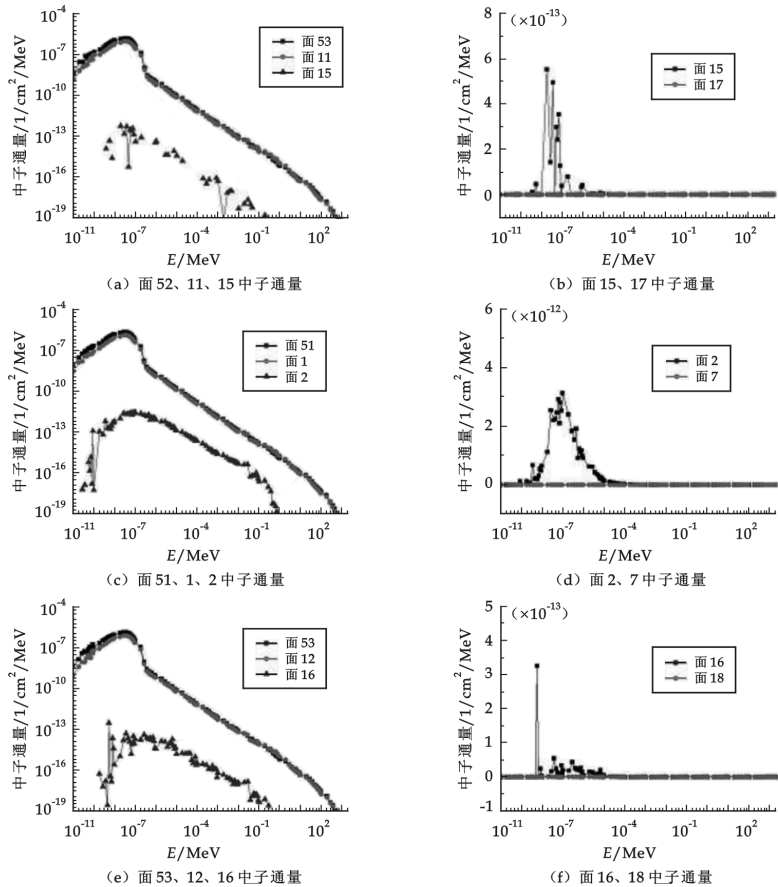 10-4
10-7
10-10
10-13
10-16
10-19
中子通量/1/cm2/MeV
面 53
面 11
面 15
10-11 10-7 10-4 10-1 102
E/MeV
(a) 面 52、11、15 中子通量
(×10-13)
8
6
4
2
0
中子通量/1/cm2/MeV
面 15
面 17
10-11 10-7 10-4 10-1 102
E/MeV
(b) 面 15、17 中子通量
10-4
10-7
10-10
10-13
10-16
10-19
中子通量/1/cm2/MeV
面 51
面 1
面 2
10-11 10-7 10-4 10-1 102
E/MeV
(c) 面 51、1、2 中子通量
(×10-12)
6
4
2
0
中子通量/1/cm2/MeV
面 2
面 7
10-11 10-7 10-4 10-1 102
E/MeV
(d) 面 2、7 中子通量
10-4
10-7
10-10
10-13
10-16
10-19
中子通量/1/cm2/MeV
面 53
面 12
面 16
10-11 10-7 10-4 10-1 102
E/MeV
(e) 面 53、12、16 中子通量
(×10-13)
5
4
3
2
1
0
-1
中子通量/1/cm2/MeV
面 16
面 18
10-11 10-7 10-4 10-1 102
E/MeV
(f) 面 16、18 中子通量